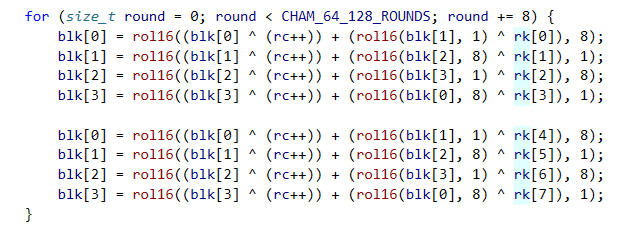 for (size_t round = 0; round < CHAM_64_128_ROUNDS; round += 8) {
    blk[0] = rol16((blk[0] ^ (rc++)) + (rol16(blk[1], 1) ^ rk[0]), 8);
    blk[1] = rol16((blk[1] ^ (rc++)) + (rol16(blk[2], 8) ^ rk[1]), 1);
    blk[2] = rol16((blk[2] ^ (rc++)) + (rol16(blk[3], 1) ^ rk[2]), 8);
    blk[3] = rol16((blk[3] ^ (rc++)) + (rol16(blk[0], 8) ^ rk[3]), 1);

    blk[0] = rol16((blk[0] ^ (rc++)) + (rol16(blk[1], 1) ^ rk[4]), 8);
    blk[1] = rol16((blk[1] ^ (rc++)) + (rol16(blk[2], 8) ^ rk[5]), 1);
    blk[2] = rol16((blk[2] ^ (rc++)) + (rol16(blk[3], 1) ^ rk[6]), 8);
    blk[3] = rol16((blk[3] ^ (rc++)) + (rol16(blk[0], 8) ^ rk[7]), 1);
}